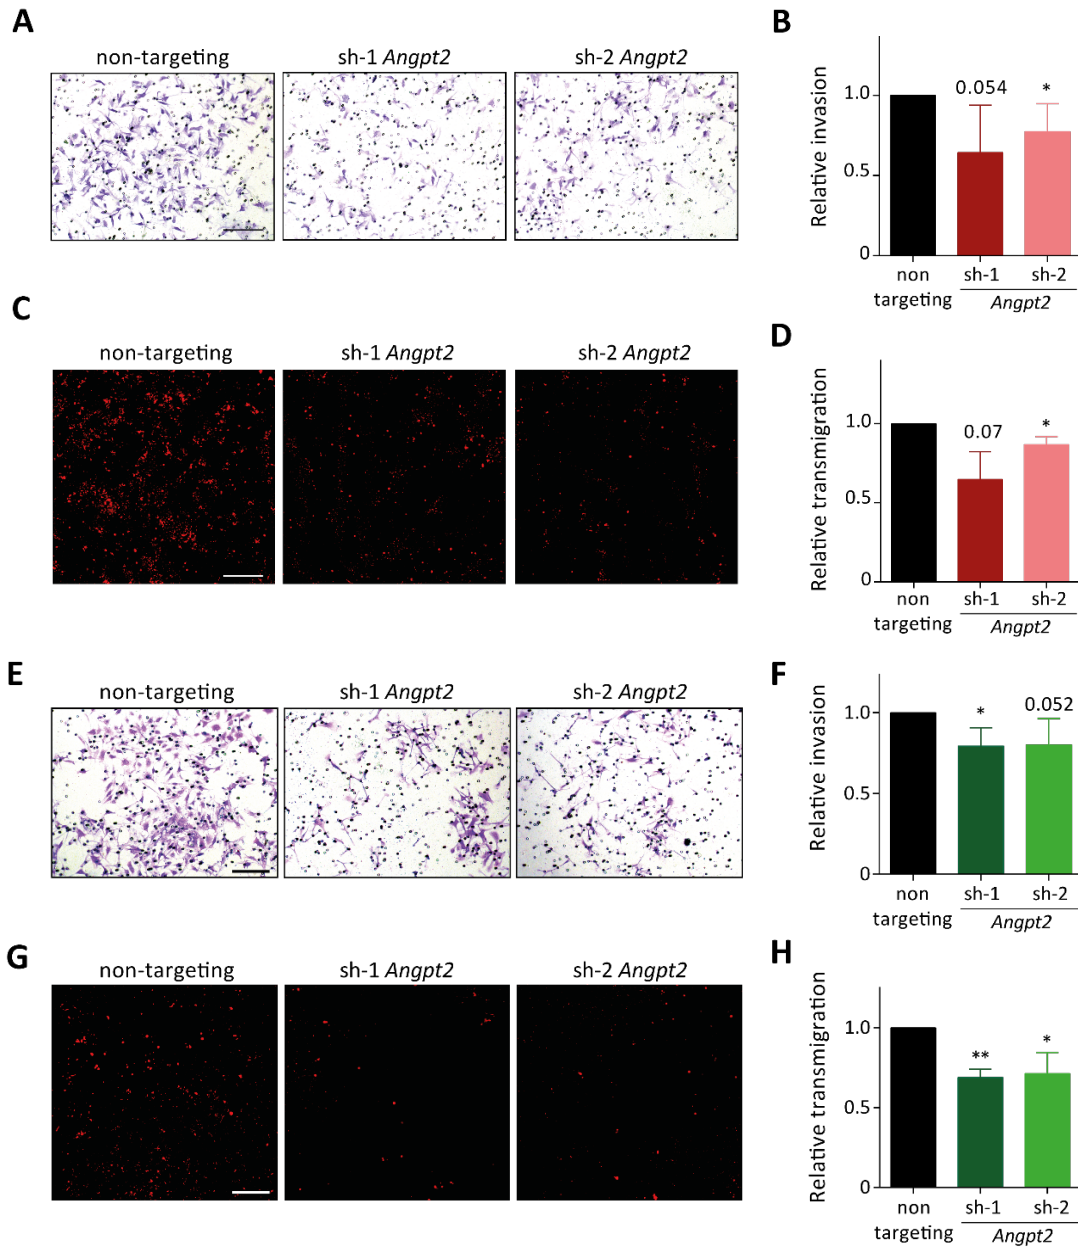 A
non-targeting
sh-1 Angpt2
sh-2 Angpt2
B
Relative invasion
1.0
0.5
0
0.054
*
non
targeting
sh-1
sh-2
Angpt2
C
non-targeting
sh-1 Angpt2
sh-2 Angpt2
D
Relative transmigration
1.0
0.5
0
0.07
*
non
targeting
sh-1
sh-2
Angpt2
E
non-targeting
sh-1 Angpt2
sh-2 Angpt2
F
Relative invasion
1.0
0.5
0
*
0.052
non
targeting
sh-1
sh-2
Angpt2
G
non-targeting
sh-1 Angpt2
sh-2 Angpt2
H
Relative transmigration
1.0
0.5
0
**
*
non
targeting
sh-1
sh-2
Angpt2